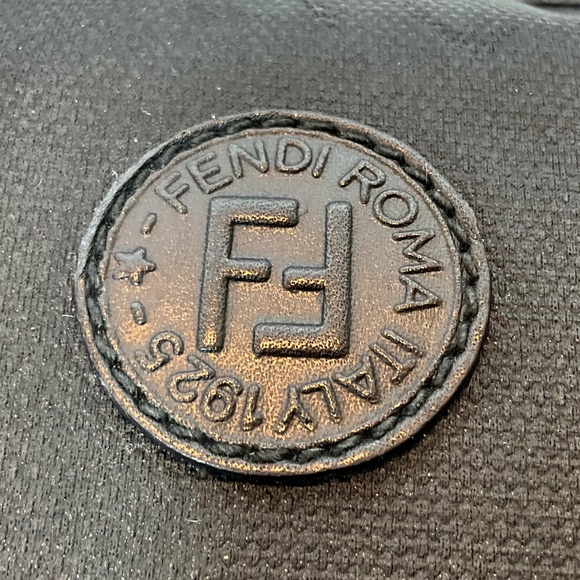 - FENDI ROMA ITALY 1925 - ★
FF